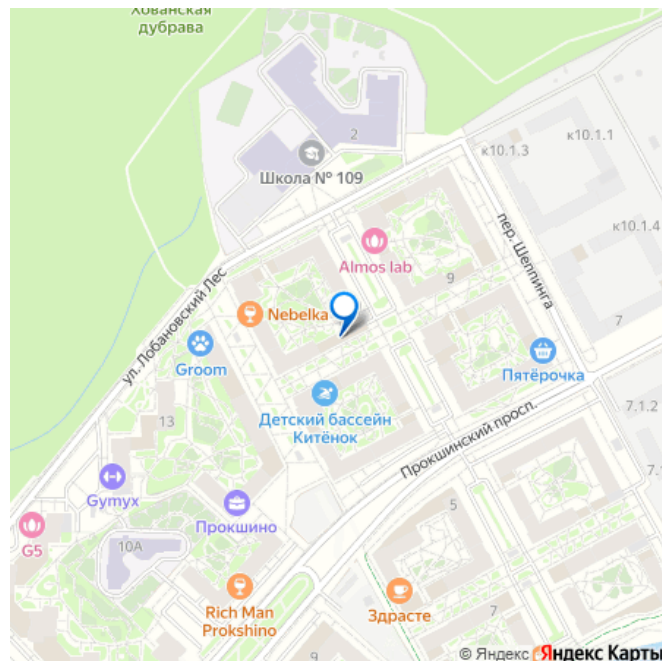 Хованская
дубрава
2
к10.1.1
к10.1.3
Школа № 109
пер. Шеппинга
к10.1.4
Almos lab
9
ул. Лобановский Лес
Nebelka
7
Groom
Пятёрочка
Детский бассейн
Китёнок
7.1.2
13
Прокшинский просп.
7.1
Gymyx
Прокшино
5
G5
10А
Rich Man
Prokshino
Здрасте
7
9
© Яндекс Яндекс Карты